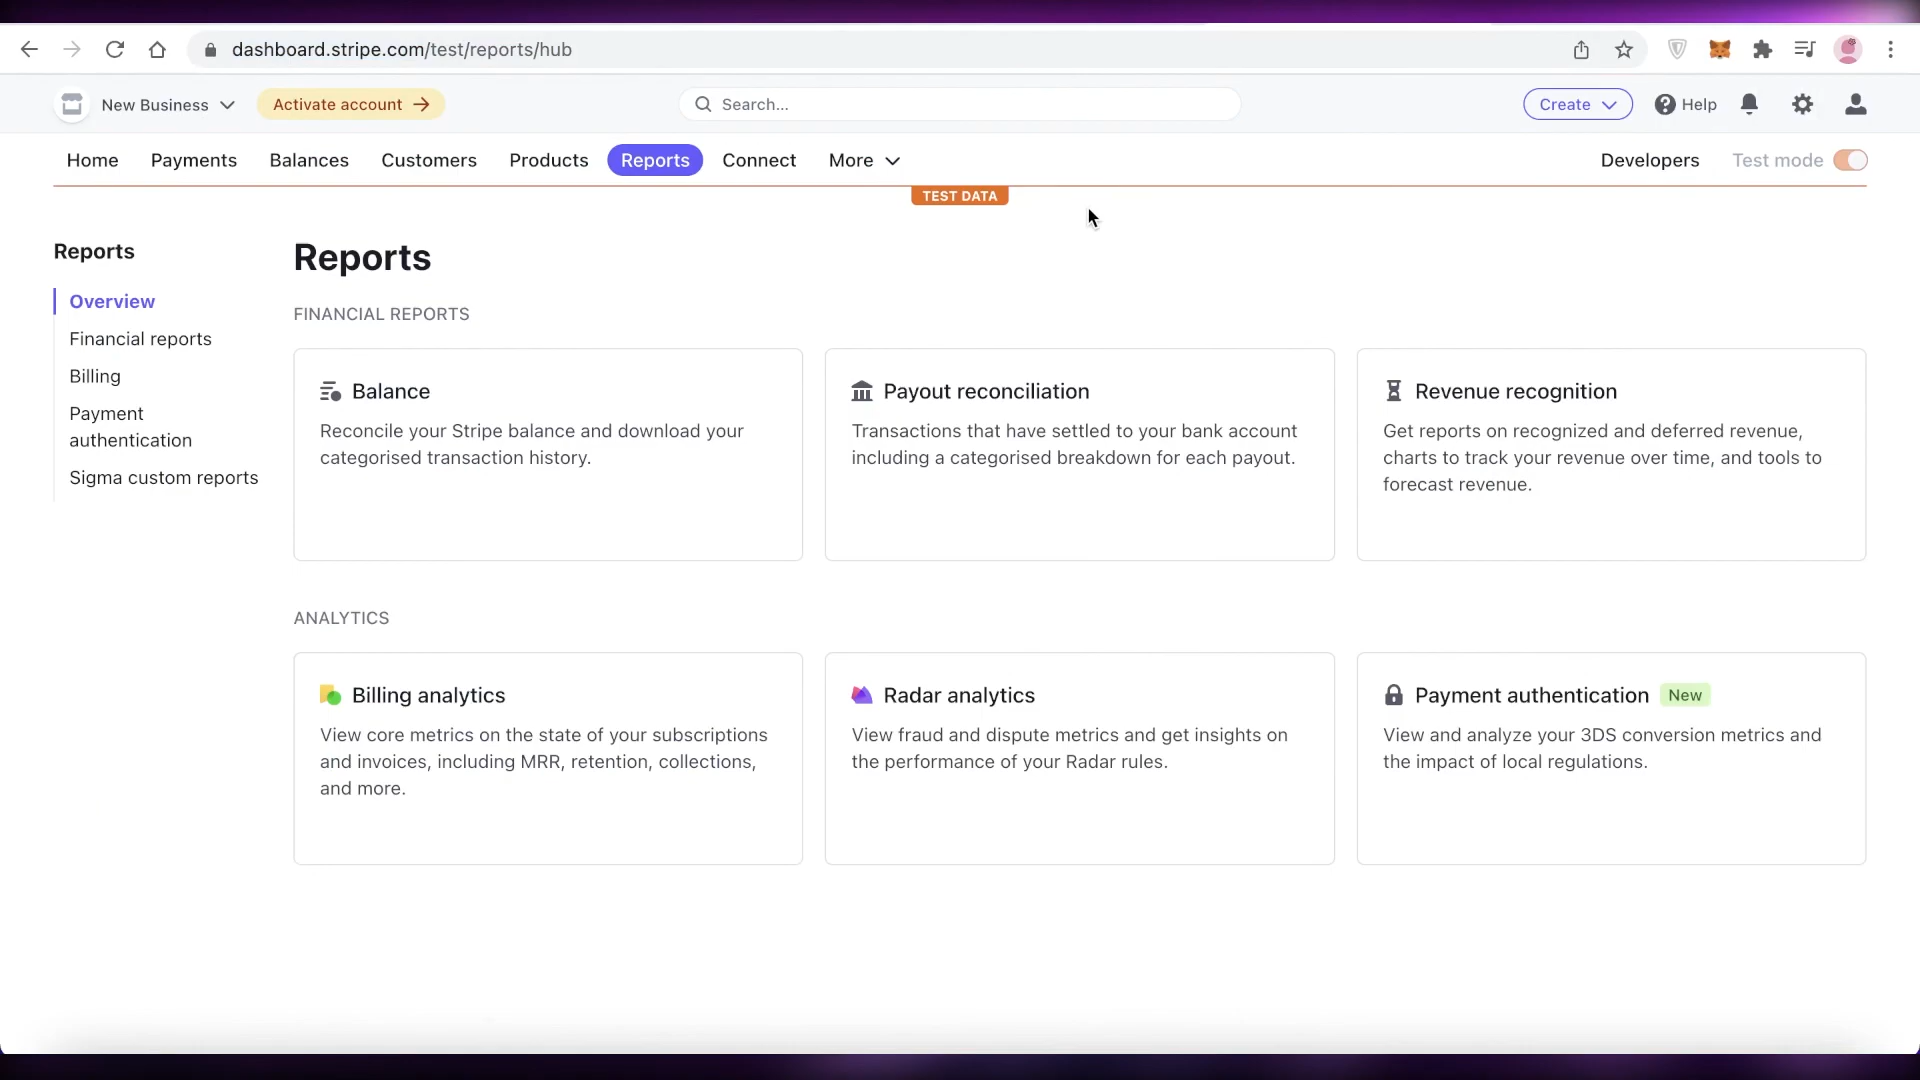 dashboard.stripe.com/test/reports/hub
New Business
Activate account →
Search...
Create
Help
Home
Payments
Balances
Customers
Products
Reports
Connect
More
Developers
Test mode
TEST DATA
Reports
Overview
Financial reports
Billing
Payment
authentication
Sigma custom reports
Reports
FINANCIAL REPORTS
Balance
Reconcile your Stripe balance and download your
categorised transaction history.
Payout reconciliation
Transactions that have settled to your bank account
including a categorised breakdown for each payout.
Revenue recognition
Get reports on recognized and deferred revenue,
charts to track your revenue over time, and tools to
forecast revenue.
ANALYTICS
Billing analytics
View core metrics on the state of your subscriptions
and invoices, including MRR, retention, collections,
and more.
Radar analytics
View fraud and dispute metrics and get insights on
the performance of your Radar rules.
Payment authentication New
View and analyze your 3DS conversion metrics and
the impact of local regulations.